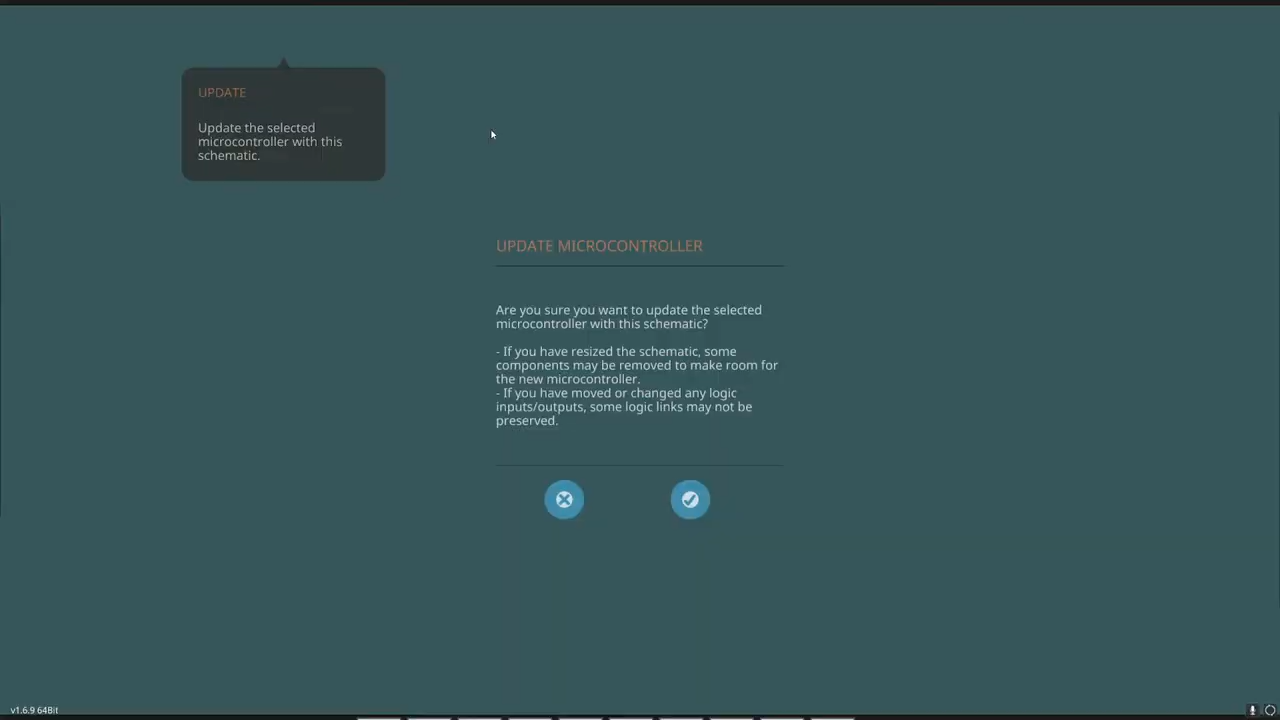 UPDATE
Update the selected
microcontroller with this
schematic.
UPDATE MICROCONTROLLER
Are you sure you want to update the selected
microcontroller with this schematic?
- If you have resized the schematic, some
components may be removed to make room for
the new microcontroller.
- If you have moved or changed any logic
inputs/outputs, some logic links may not be
preserved.
v1.6.9 64Bit